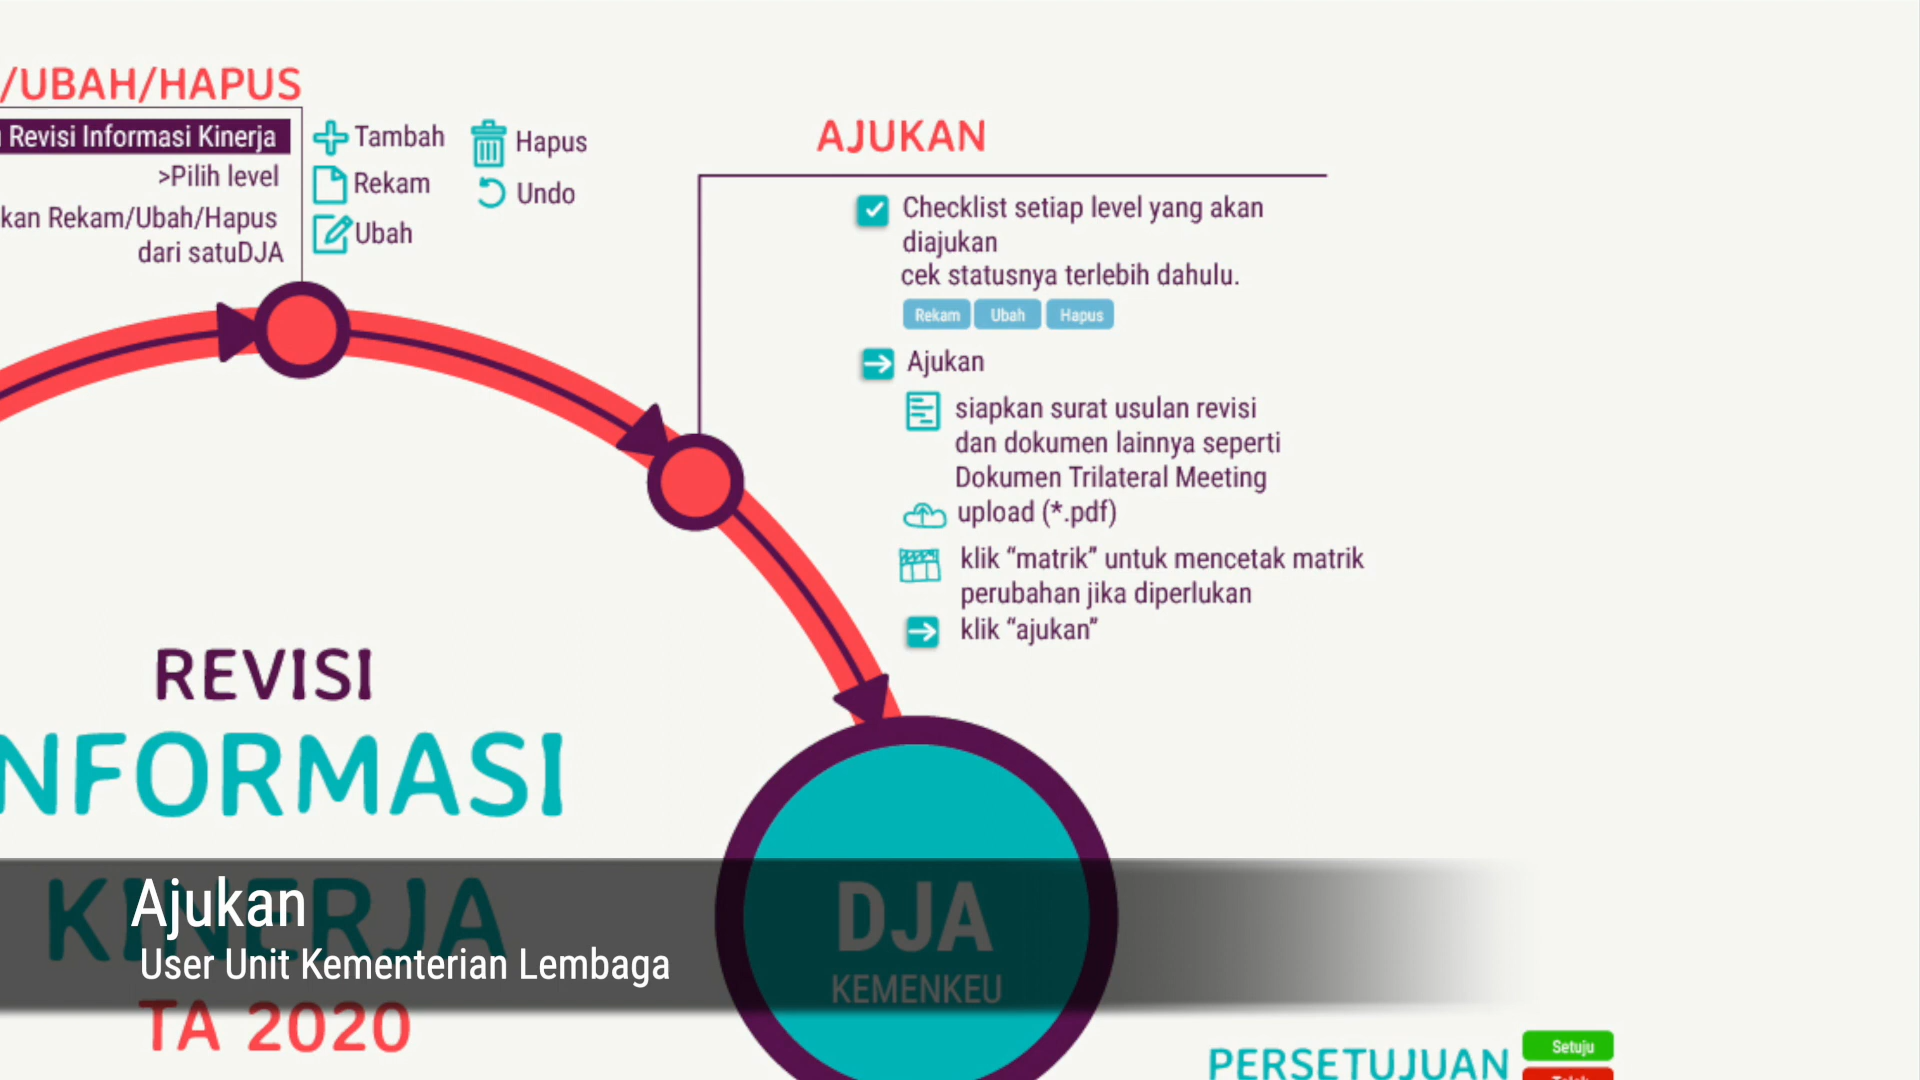 /UBAH/HAPUS
Revisi Informasi Kinerja
>Pilih level
kan Rekam/Ubah/Hapus
dari satuDJA
Tambah
Rekam
Ubah
Hapus
Undo
AJUKAN
Checklist setiap level yang akan
diajukan
cek statusnya terlebih dahulu.
Rekam Ubah Hapus
Ajukan
siapkan surat usulan revisi
dan dokumen lainnya seperti
Dokumen Trilateral Meeting
upload (*.pdf)
klik “matrik” untuk mencetak matrik
perubahan jika diperlukan
klik “ajukan”
REVISI
NFORMASI
KINERJA
TA 2020
DJA
KEMENKEU
Ajukan
User Unit Kementerian Lembaga
PERSETUJUAN
Setuju